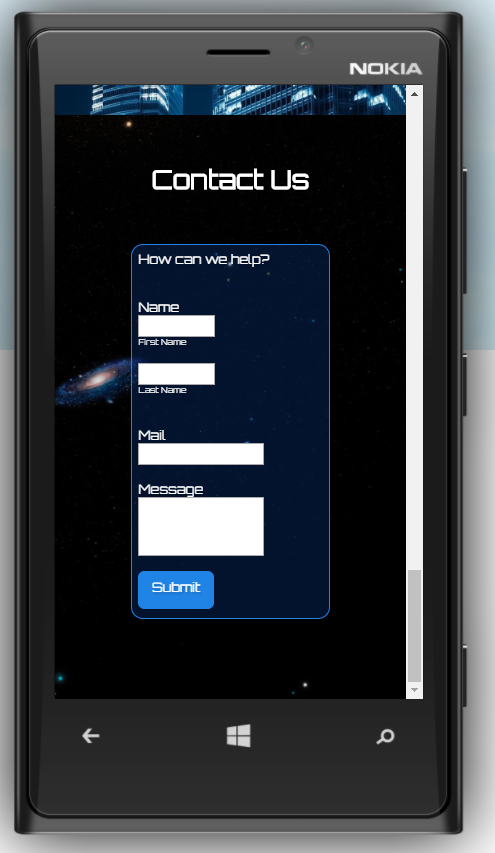 NOKIA
Contact Us
How can we help?
Name
First Name
Last Name
Mail
Message
Submit